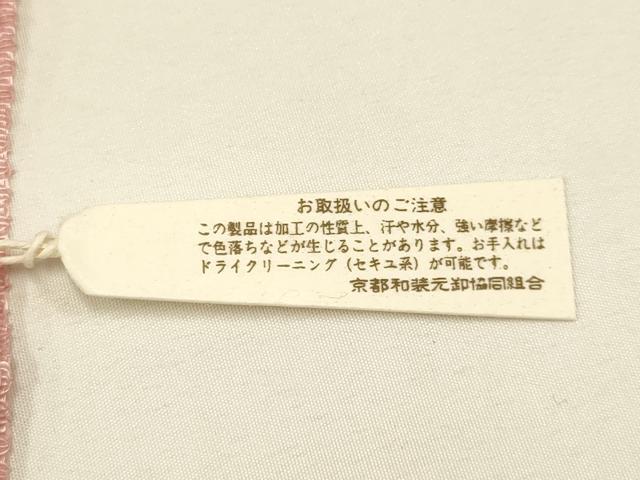 お取扱いのご注意
この製品は加工の性質上、汗や水分、強い摩擦など
で色落ちなどが生じることがあります。お手入れは
ドライクリーニング（セキユ系）が可能です。
京都和装元卸協同組合